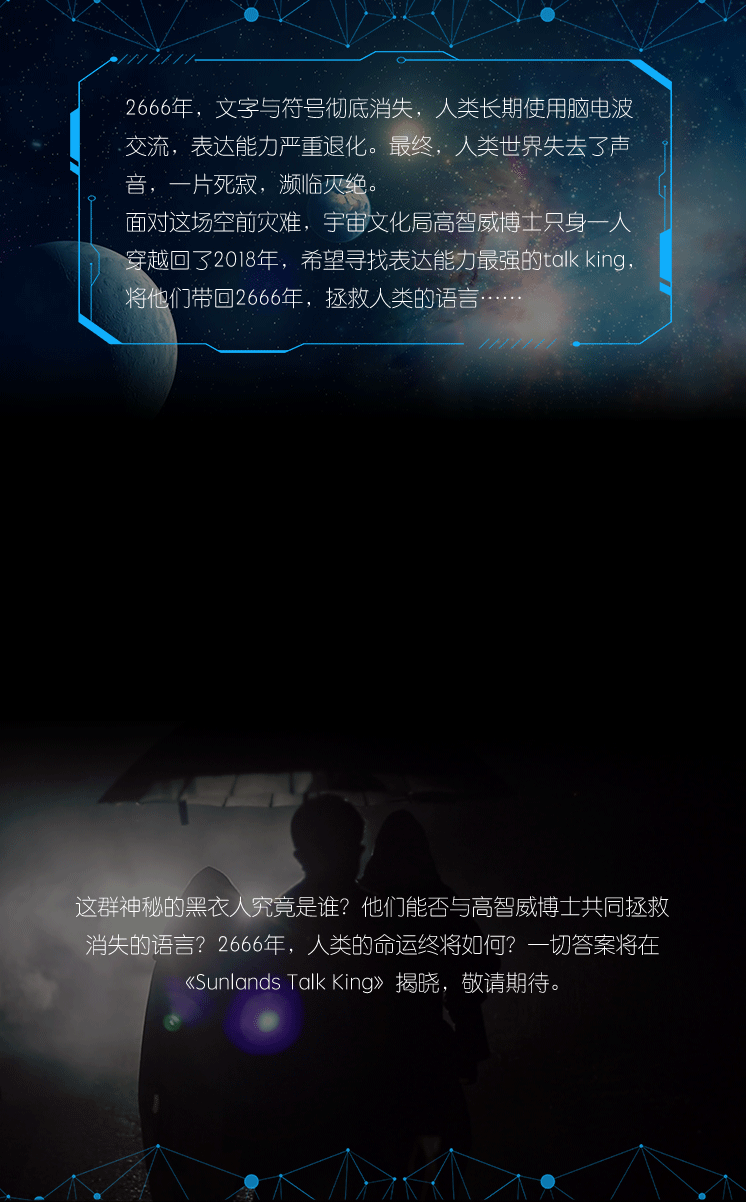 2666年，文字与符号彻底消失，人类长期使用脑电波
交流，表达能力严重退化。最终，人类世界失去了声
音，一片死寂，濒临灭绝。
面对这场空前灾难，宇宙文化局高智威博士只身一人
穿越回了2018年，希望寻找表达能力最强的talk king，
将他们带回2666年，拯救人类的语言……
这群神秘的黑衣人究竟是谁？他们能否与高智威博士共同拯救
消失的语言？2666年，人类的命运终将如何？一切答案将在
《Sunlands Talk King》揭晓，敬请期待。